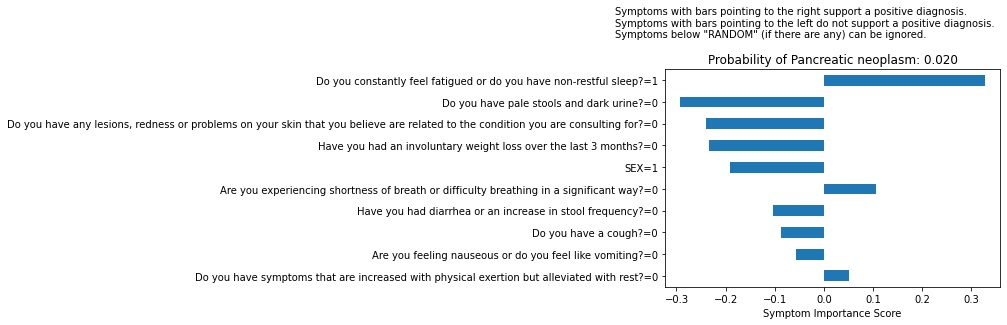 Symptoms with bars pointing to the right support a positive diagnosis.
Symptoms with bars pointing to the left do not support a positive diagnosis.
Symptoms below "RANDOM" (if there are any) can be ignored.
Probability of Pancreatic neoplasm: 0.020
Do you constantly feel fatigued or do you have non-restful sleep?=1
Do you have pale stools and dark urine?=0
Do you have any lesions, redness or problems on your skin that you believe are related to the condition you are consulting for?=0
Have you had an involuntary weight loss over the last 3 months?=0
SEX=1
Are you experiencing shortness of breath or difficulty breathing in a significant way?=0
Have you had diarrhea or an increase in stool frequency?=0
Do you have a cough?=0
Are you feeling nauseous or do you feel like vomiting?=0
Do you have symptoms that are increased with physical exertion but alleviated with rest?=0
−0.3 −0.2 −0.1 0.0 0.1 0.2 0.3
Symptom Importance Score